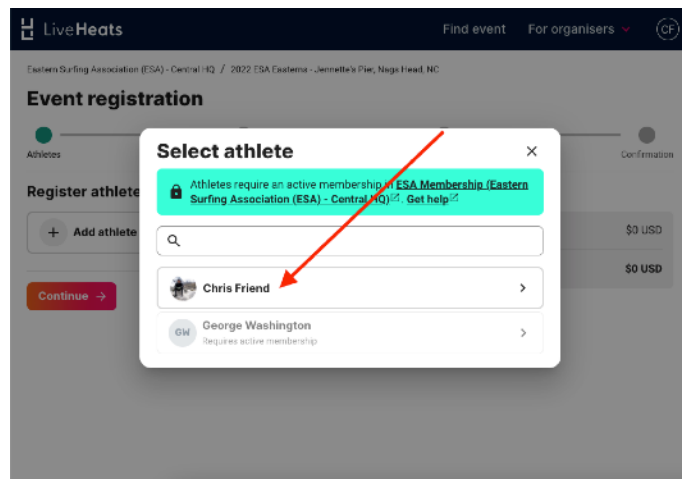 LiveHeats
Find event
For organisers
CF
Eastern Surfing Association (ESA) - Central HQ / 2022 ESA Easterns - Jennette's Pier, Nags Head, NC
Event registration
Athletes
Confirmation
Select athlete
Athletes require an active membership in ESA Membership (Eastern
Surfing Association (ESA) - Central HQ). Get help
Register athlete
Add athlete
$0 USD
$0 USD
Continue →
Chris Friend
GW
George Washington
Requires active membership